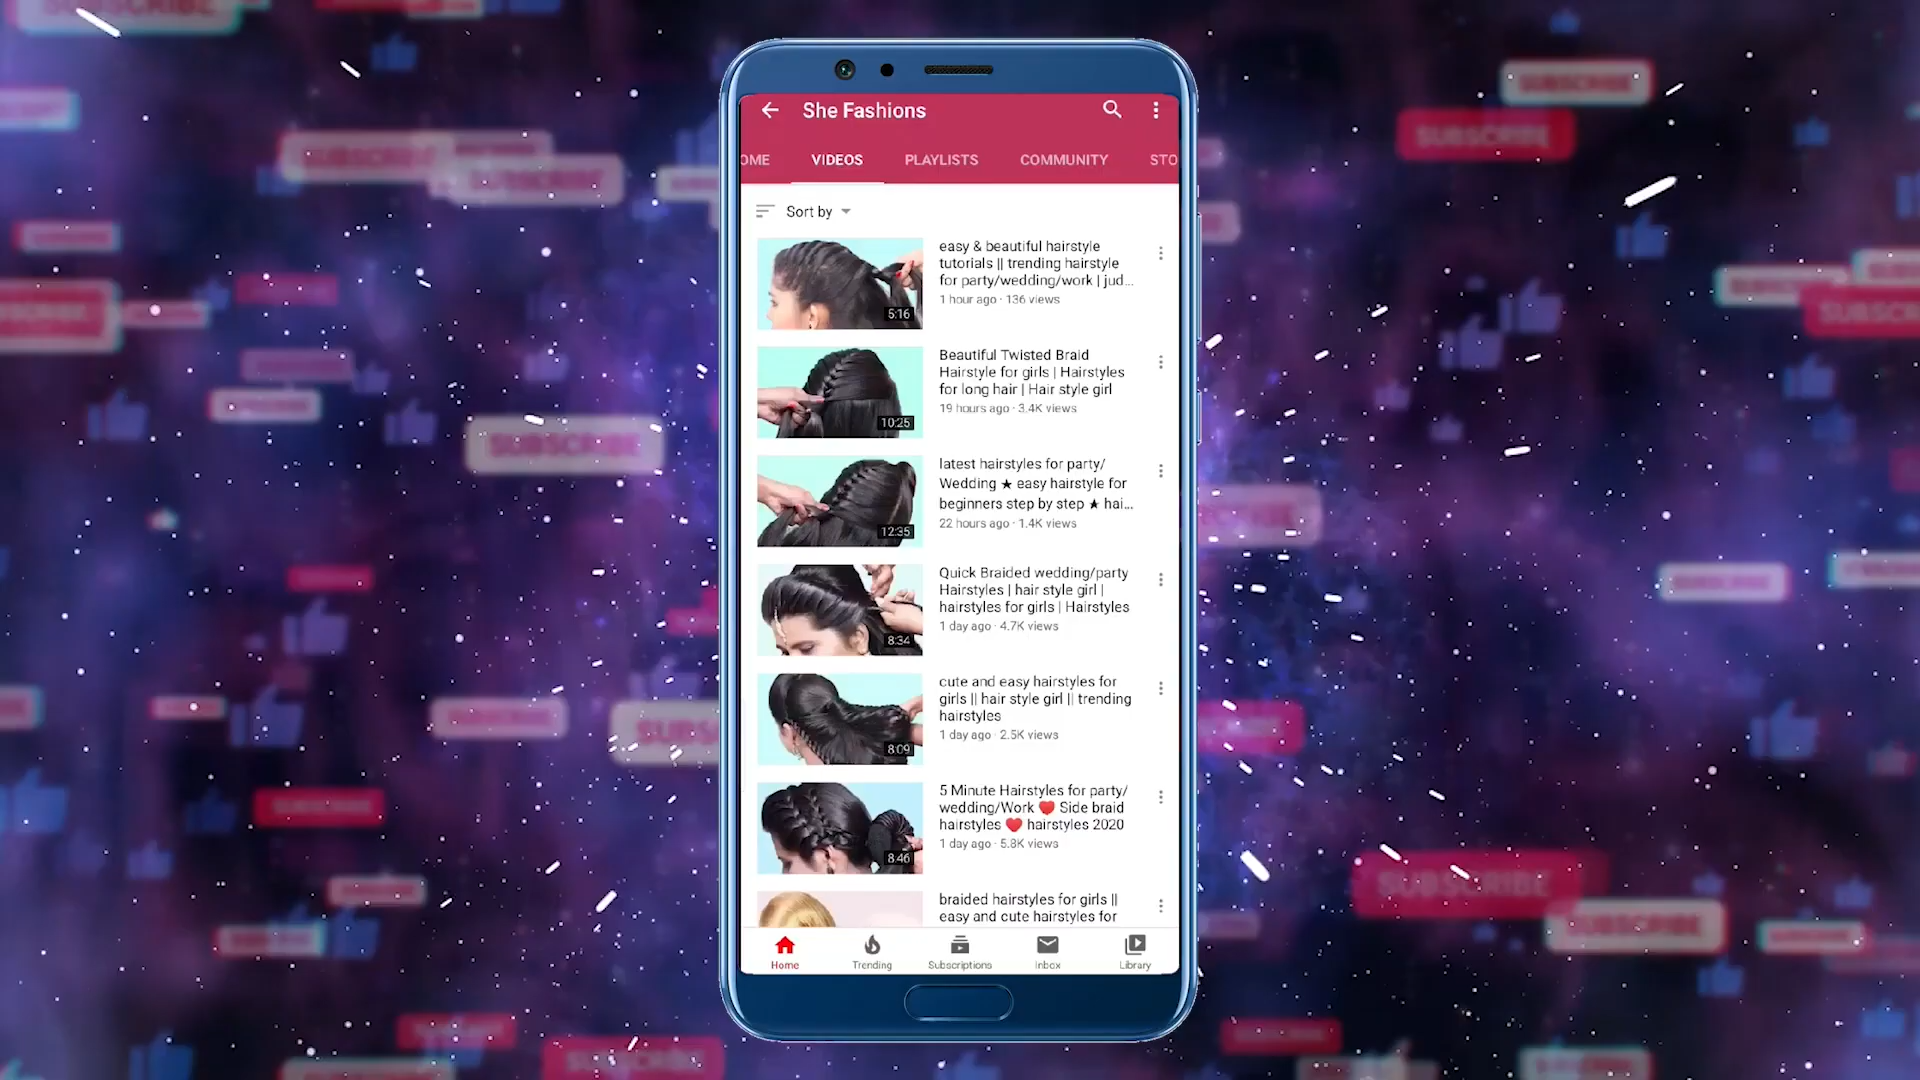 She Fashions
OME VIDEOS PLAYLISTS COMMUNITY STO
Sort by
easy & beautiful hairstyle
tutorials || trending hairstyle
for party/wedding/work | jud...
1 hour ago · 136 views
5:16
Beautiful Twisted Braid
Hairstyle for girls | Hairstyles
for long hair | Hair style girl
19 hours ago · 3.4K views
10:25
latest hairstyles for party/
Wedding ★ easy hairstyle for
beginners step by step ★ hai...
22 hours ago · 1.4K views
12:35
Quick Braided wedding/party
Hairstyles | hair style girl |
hairstyles for girls | Hairstyles
1 day ago · 4.7K views
8:34
cute and easy hairstyles for
girls || hair style girl || trending
hairstyles
1 day ago · 2.5K views
8:09
5 Minute Hairstyles for party/
wedding/Work ♥ Side braid
hairstyles ♥ hairstyles 2020
1 day ago · 5.8K views
8:46
braided hairstyles for girls ||
easy and cute hairstyles for
Home Trending Subscriptions Inbox Library
SUBSCRIBE
SUBSCRIBE
SUBSCRIBE
SUBSCRIBE